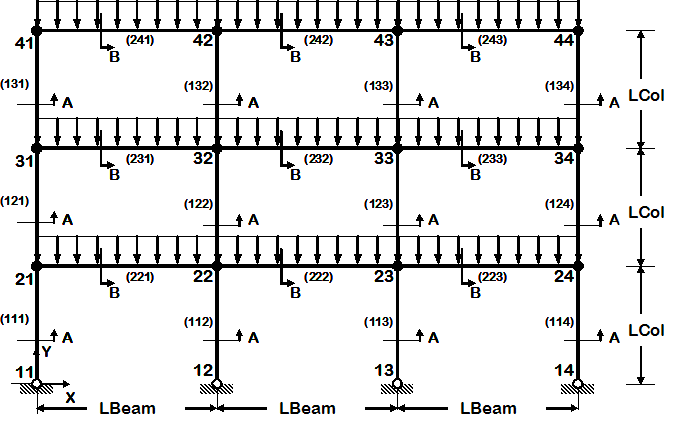 41 (241) 42 (242) 43 (243) 44
B B B
(131) A (132) A (133) A (134) A LCol
31 (231) 32 (232) 33 (233) 34
B B B
(121) A (122) A (123) A (124) A LCol
21 (221) 22 (222) 23 (223) 24
B B B
(111) A (112) A (113) A (114) A LCol
Y
11 12 13 14
X
LBeam LBeam LBeam